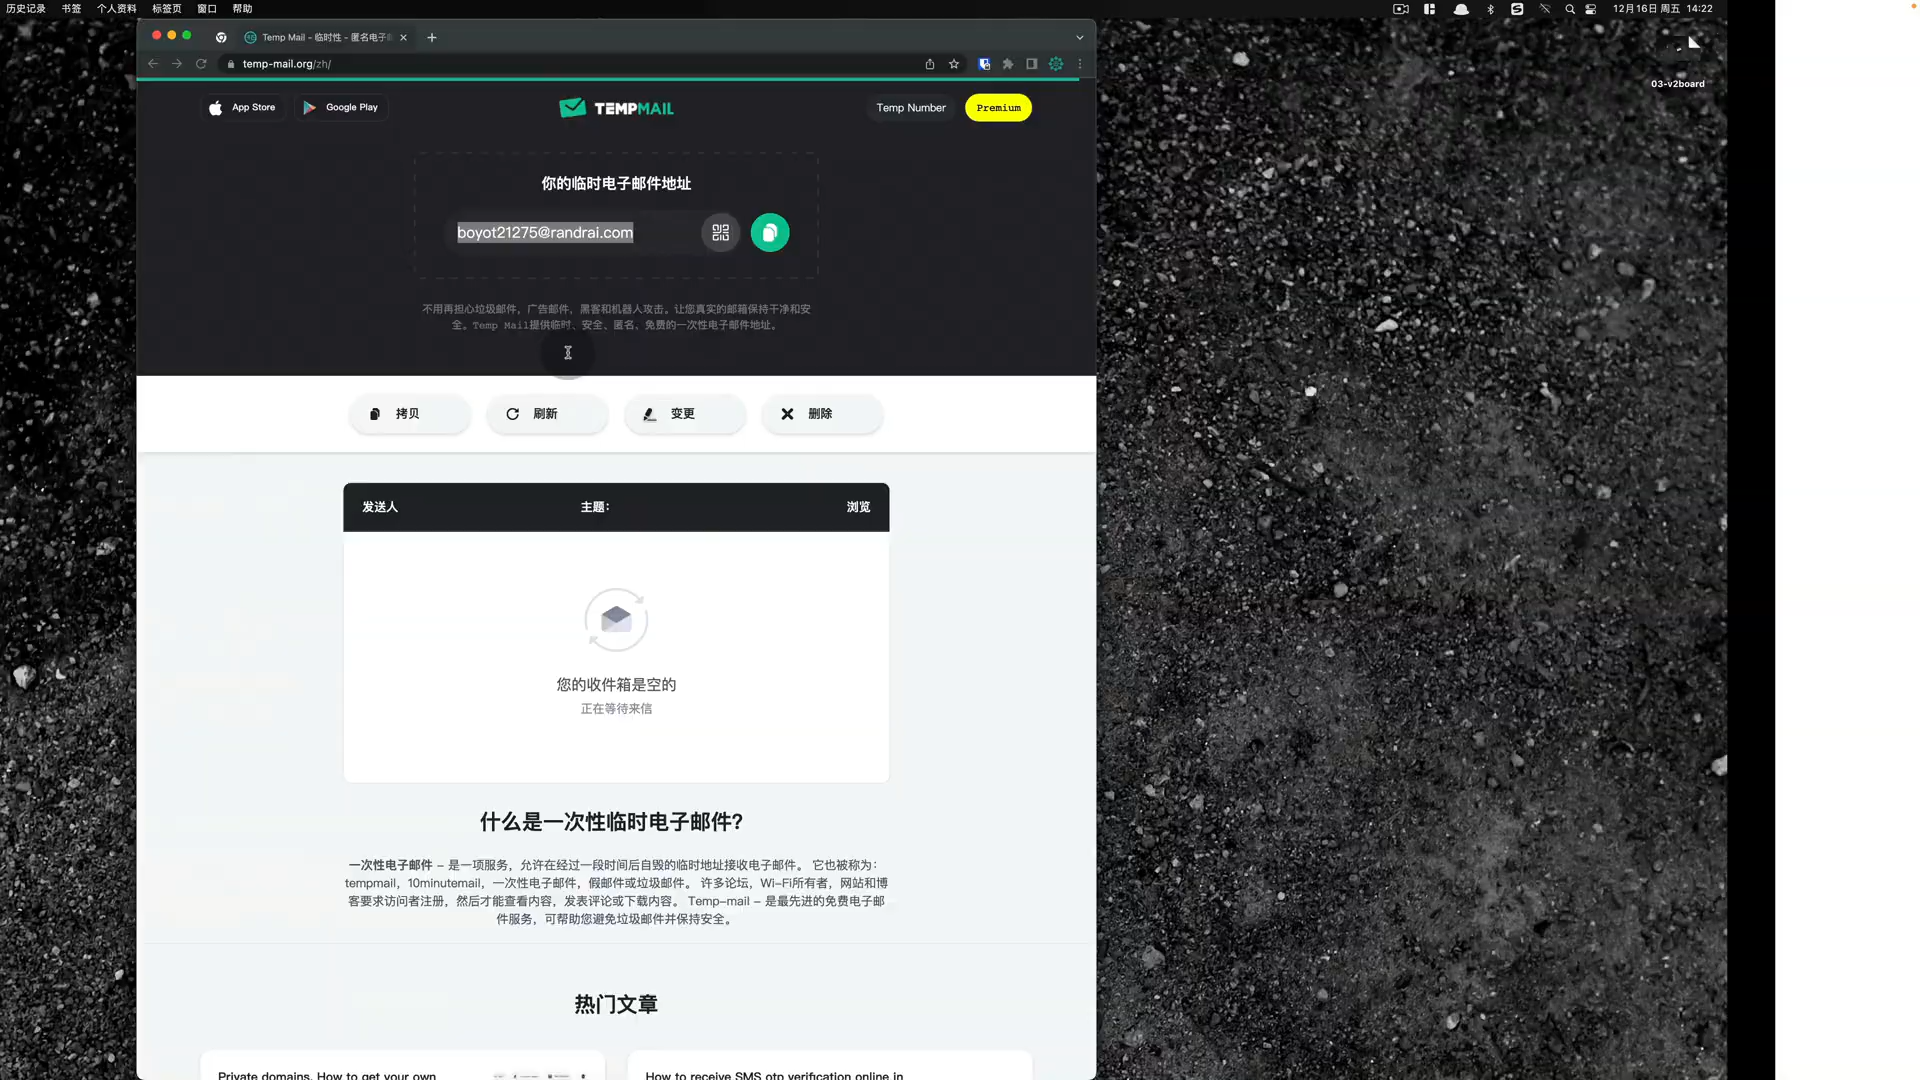 历史记录 书签 个人资料 标签页 窗口 帮助
12月16日 周五 14:22
Temp Mail - 临时性 - 匿名电子
temp-mail.org/zh/
03-v2board
App Store
Google Play
TEMPMAIL
Temp Number
Premium
你的临时电子邮件地址
boyot21275@randrai.com
不用再担心垃圾邮件，广告邮件，黑客和机器人攻击。让您真实的邮箱保持干净和安
全。Temp Mail提供临时、安全、匿名、免费的一次性电子邮件地址。
拷贝
刷新
变更
删除
发送人 主题： 浏览
您的收件箱是空的
正在等待来信
什么是一次性临时电子邮件？
一次性电子邮件 - 是一项服务，允许在经过一段时间后自毁的临时地址接收电子邮件。 它也被称为：
tempmail，10minutemail，一次性电子邮件，假邮件或垃圾邮件。 许多论坛，Wi-Fi所有者，网站和博
客要求访问者注册，然后才能查看内容，发表评论或下载内容。 Temp-mail - 是最先进的免费电子邮
件服务，可帮助您避免垃圾邮件并保持安全。
热门文章
Private domains. How to get your own
How to receive SMS otp verification online in